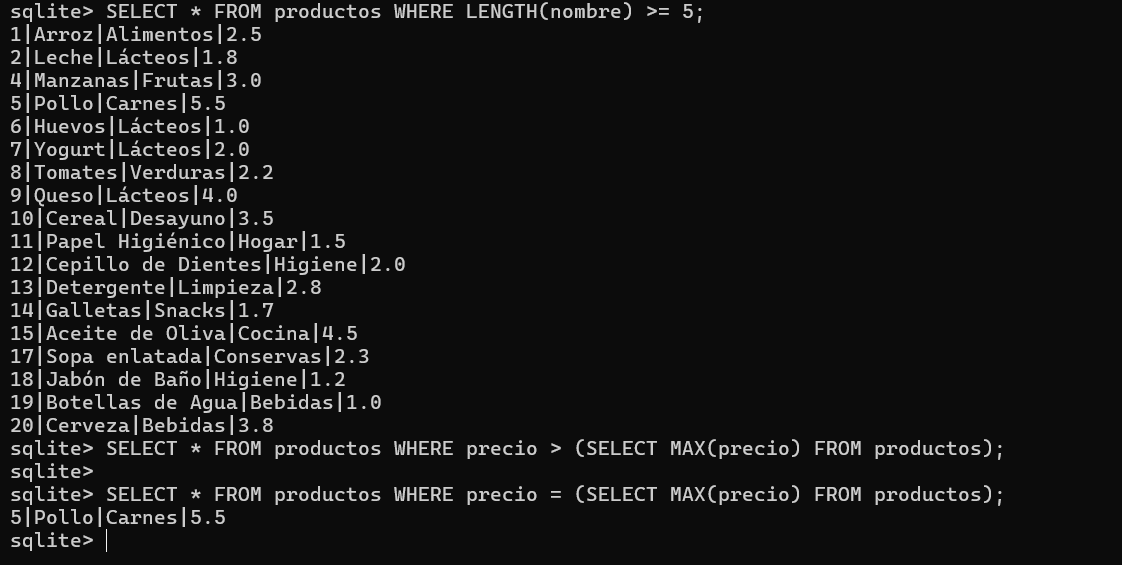 sqlite> SELECT * FROM productos WHERE LENGTH(nombre) >= 5;
1|Arroz|Alimentos|2.5
2|Leche|Lácteos|1.8
4|Manzanas|Frutas|3.0
5|Pollo|Carnes|5.5
6|Huevos|Lácteos|1.0
7|Yogurt|Lácteos|2.0
8|Tomates|Verduras|2.2
9|Queso|Lácteos|4.0
10|Cereal|Desayuno|3.5
11|Papel Higiénico|Hogar|1.5
12|Cepillo de Dientes|Higiene|2.0
13|Detergente|Limpieza|2.8
14|Galletas|Snacks|1.7
15|Aceite de Oliva|Cocina|4.5
17|Sopa enlatada|Conservas|2.3
18|Jabón de Baño|Higiene|1.2
19|Botellas de Agua|Bebidas|1.0
20|Cerveza|Bebidas|3.8
sqlite> SELECT * FROM productos WHERE precio > (SELECT MAX(precio) FROM productos);
sqlite>
sqlite> SELECT * FROM productos WHERE precio = (SELECT MAX(precio) FROM productos);
5|Pollo|Carnes|5.5
sqlite>